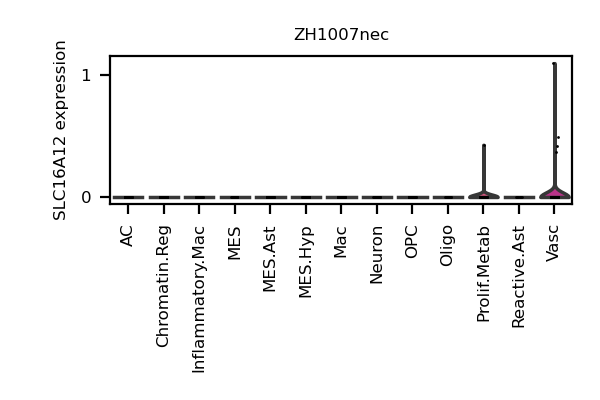 ZH1007nec
SLC16A12 expression
1
0
AC
Chromatin.Reg
Inflammatory.Mac
MES
MES.Ast
MES.Hyp
Mac
Neuron
OPC
Oligo
Prolif.Metab
Reactive.Ast
Vasc